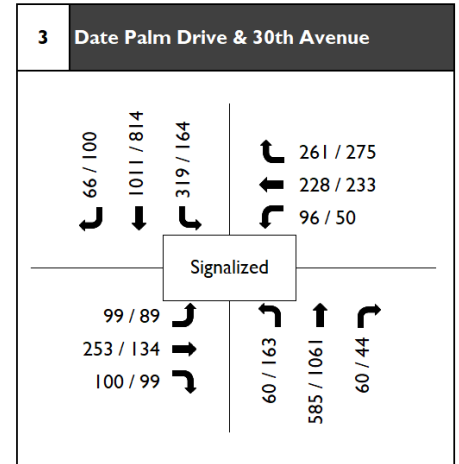 3
Date Palm Drive & 30th Avenue
66 / 100
1011 / 814
319 / 164
261 / 275
228 / 233
96 / 50
Signalized
99 / 89
253 / 134
100 / 99
60 / 163
585 / 1061
60 / 44